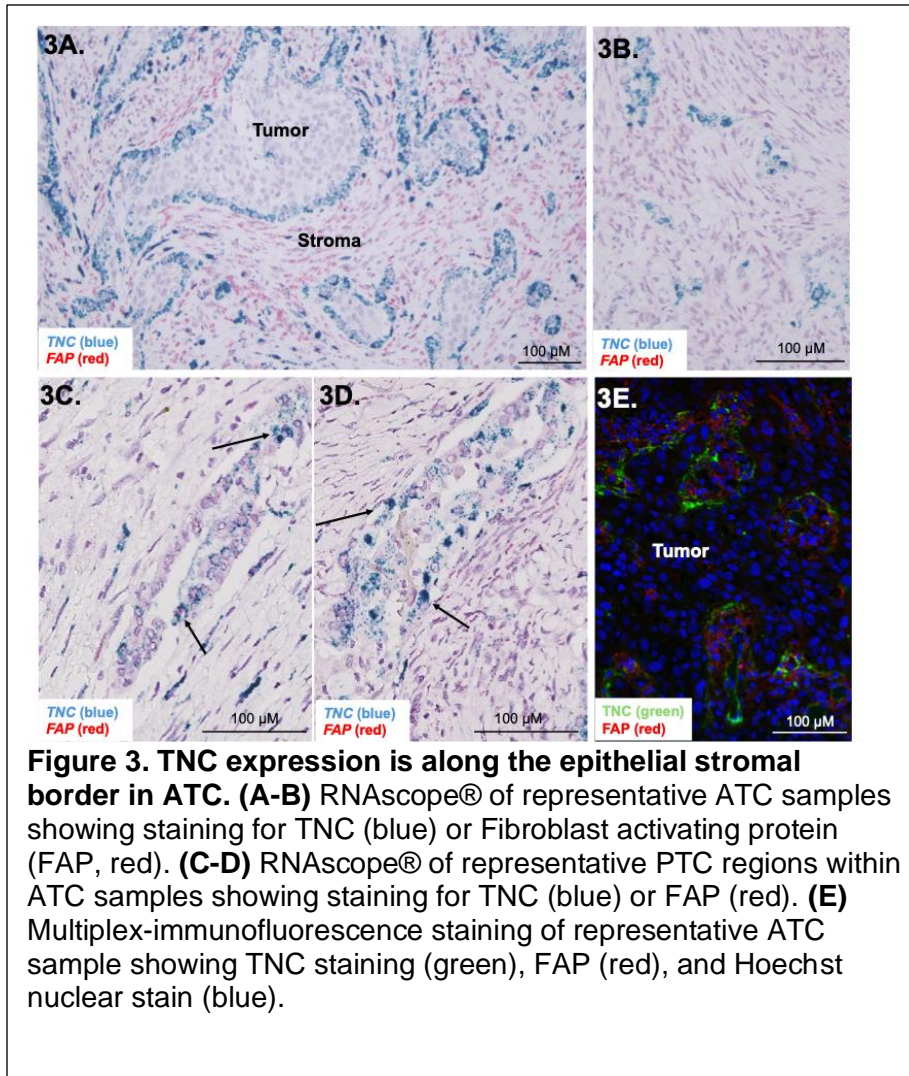 3A.
Tumor
Stroma
TNC (blue)
FAP (red)
100 µM
3B.
TNC (blue)
FAP (red)
100 µM
3C.
TNC (blue)
FAP (red)
100 µM
3D.
TNC (blue)
FAP (red)
100 µM
3E.
Tumor
TNC (green)
FAP (red)
100 µM
Figure 3. TNC expression is along the epithelial stromal
border in ATC. (A-B) RNAscope® of representative ATC samples
showing staining for TNC (blue) or Fibroblast activating protein
(FAP, red). (C-D) RNAscope® of representative PTC regions within
ATC samples showing staining for TNC (blue) or FAP (red). (E)
Multiplex-immunofluorescence staining of representative ATC
sample showing TNC staining (green), FAP (red), and Hoechst
nuclear stain (blue).